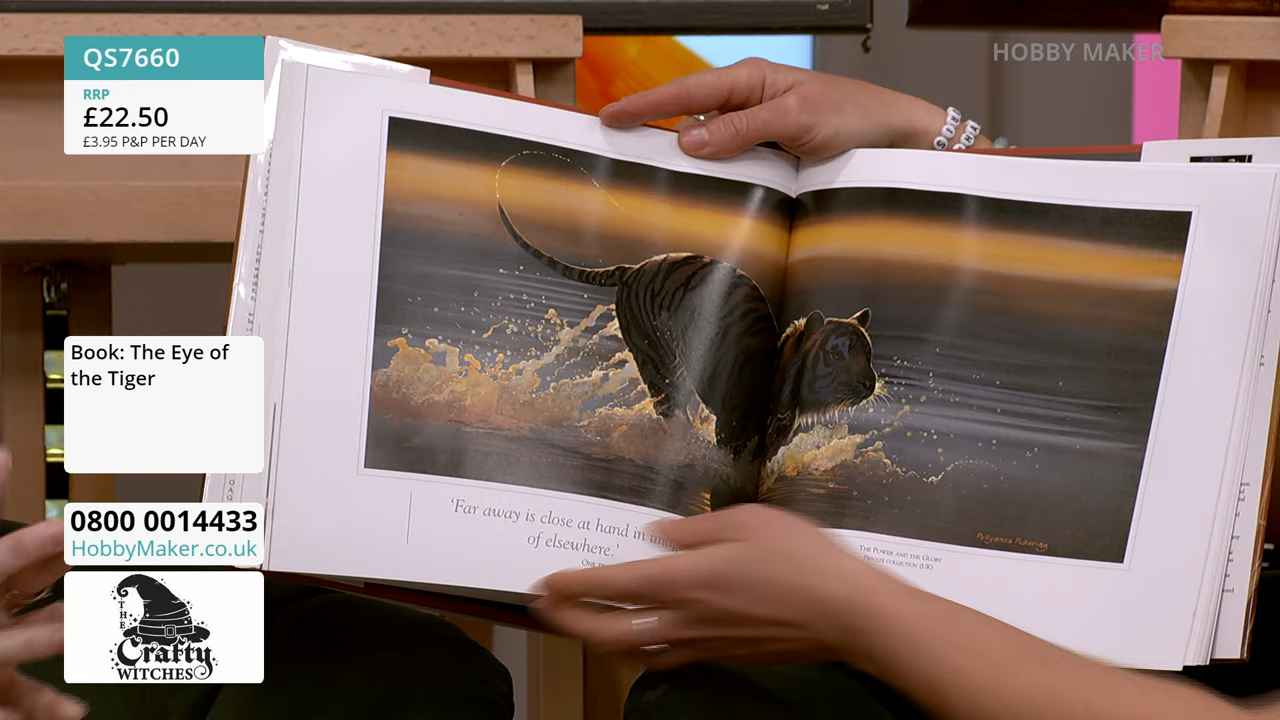 QS7660
RRP
£22.50
£3.95 P&P PER DAY
HOBBY MAKER
Book: The Eye of
the Tiger
0800 0014433
HobbyMaker.co.uk
THE
Crafty
WITCHES
'Far away is close at hand in
of elsewhere.'
THE POWER AND THE GLORY
PRIVATE COLLECTION (UK)
Pollyanna Pickering